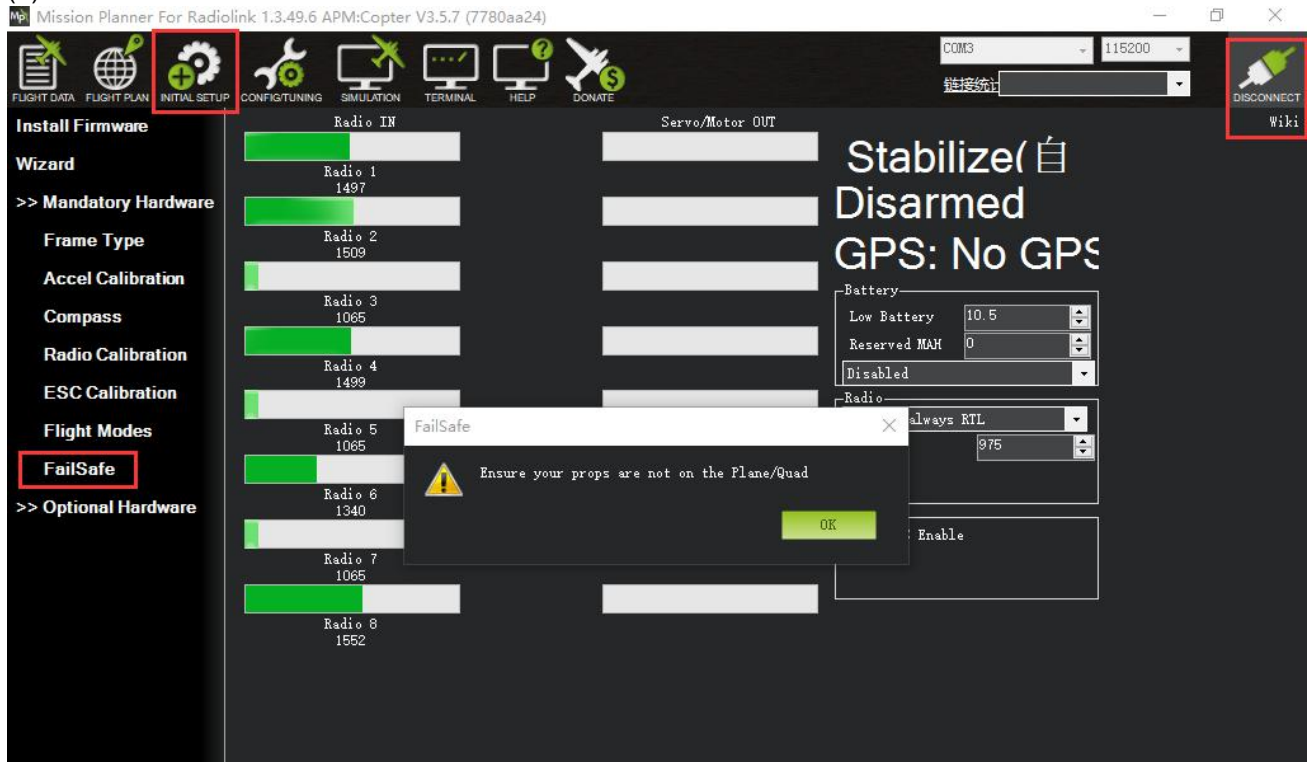 Mission Planner For Radiolink 1.3.49.6 APM:Copter V3.5.7 (7780aa24)
FLIGHT DATA FLIGHT PLAN INITIAL SETUP CONFIG/TUNING SIMULATION TERMINAL HELP DONATE
COM3 115200
链接统计
DISCONNECT
Install Firmware
Wizard
>> Mandatory Hardware
Frame Type
Accel Calibration
Compass
Radio Calibration
ESC Calibration
Flight Modes
FailSafe
>> Optional Hardware
Radio IN
Radio 1
1497
Radio 2
1509
Radio 3
1065
Radio 4
1499
Radio 5
1065
Radio 6
1340
Radio 7
1065
Radio 8
1552
Servo/Motor OUT
Wiki
Stabilize(自
Disarmed
GPS: No GPS
Battery
Low Battery 10.5
Reserved MAH 0
Disabled
Radio
always RTL
975
Enable
FailSafe
Ensure your props are not on the Plane/Quad
OK